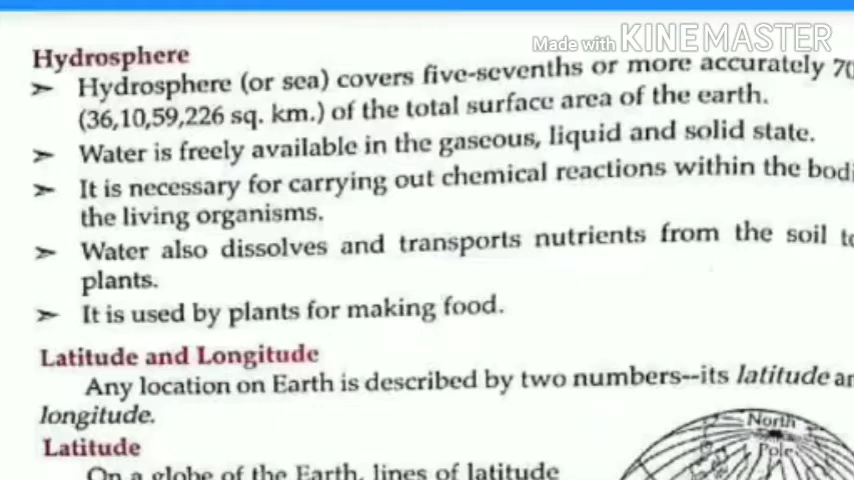 Made with KINEMASTER
Hydrosphere
➤ Hydrosphere (or sea) covers five-sevenths or more accurately 70
(36,10,59,226 sq. km.) of the total surface area of the earth.
➤ Water is freely available in the gaseous, liquid and solid state.
➤ It is necessary for carrying out chemical reactions within the bodi
the living organisms.
➤ Water also dissolves and transports nutrients from the soil to
plants.
➤ It is used by plants for making food.
Latitude and Longitude
Any location on Earth is described by two numbers--its latitude an
longitude.
Latitude
On a globe of the Earth, lines of latitude
North
Pole